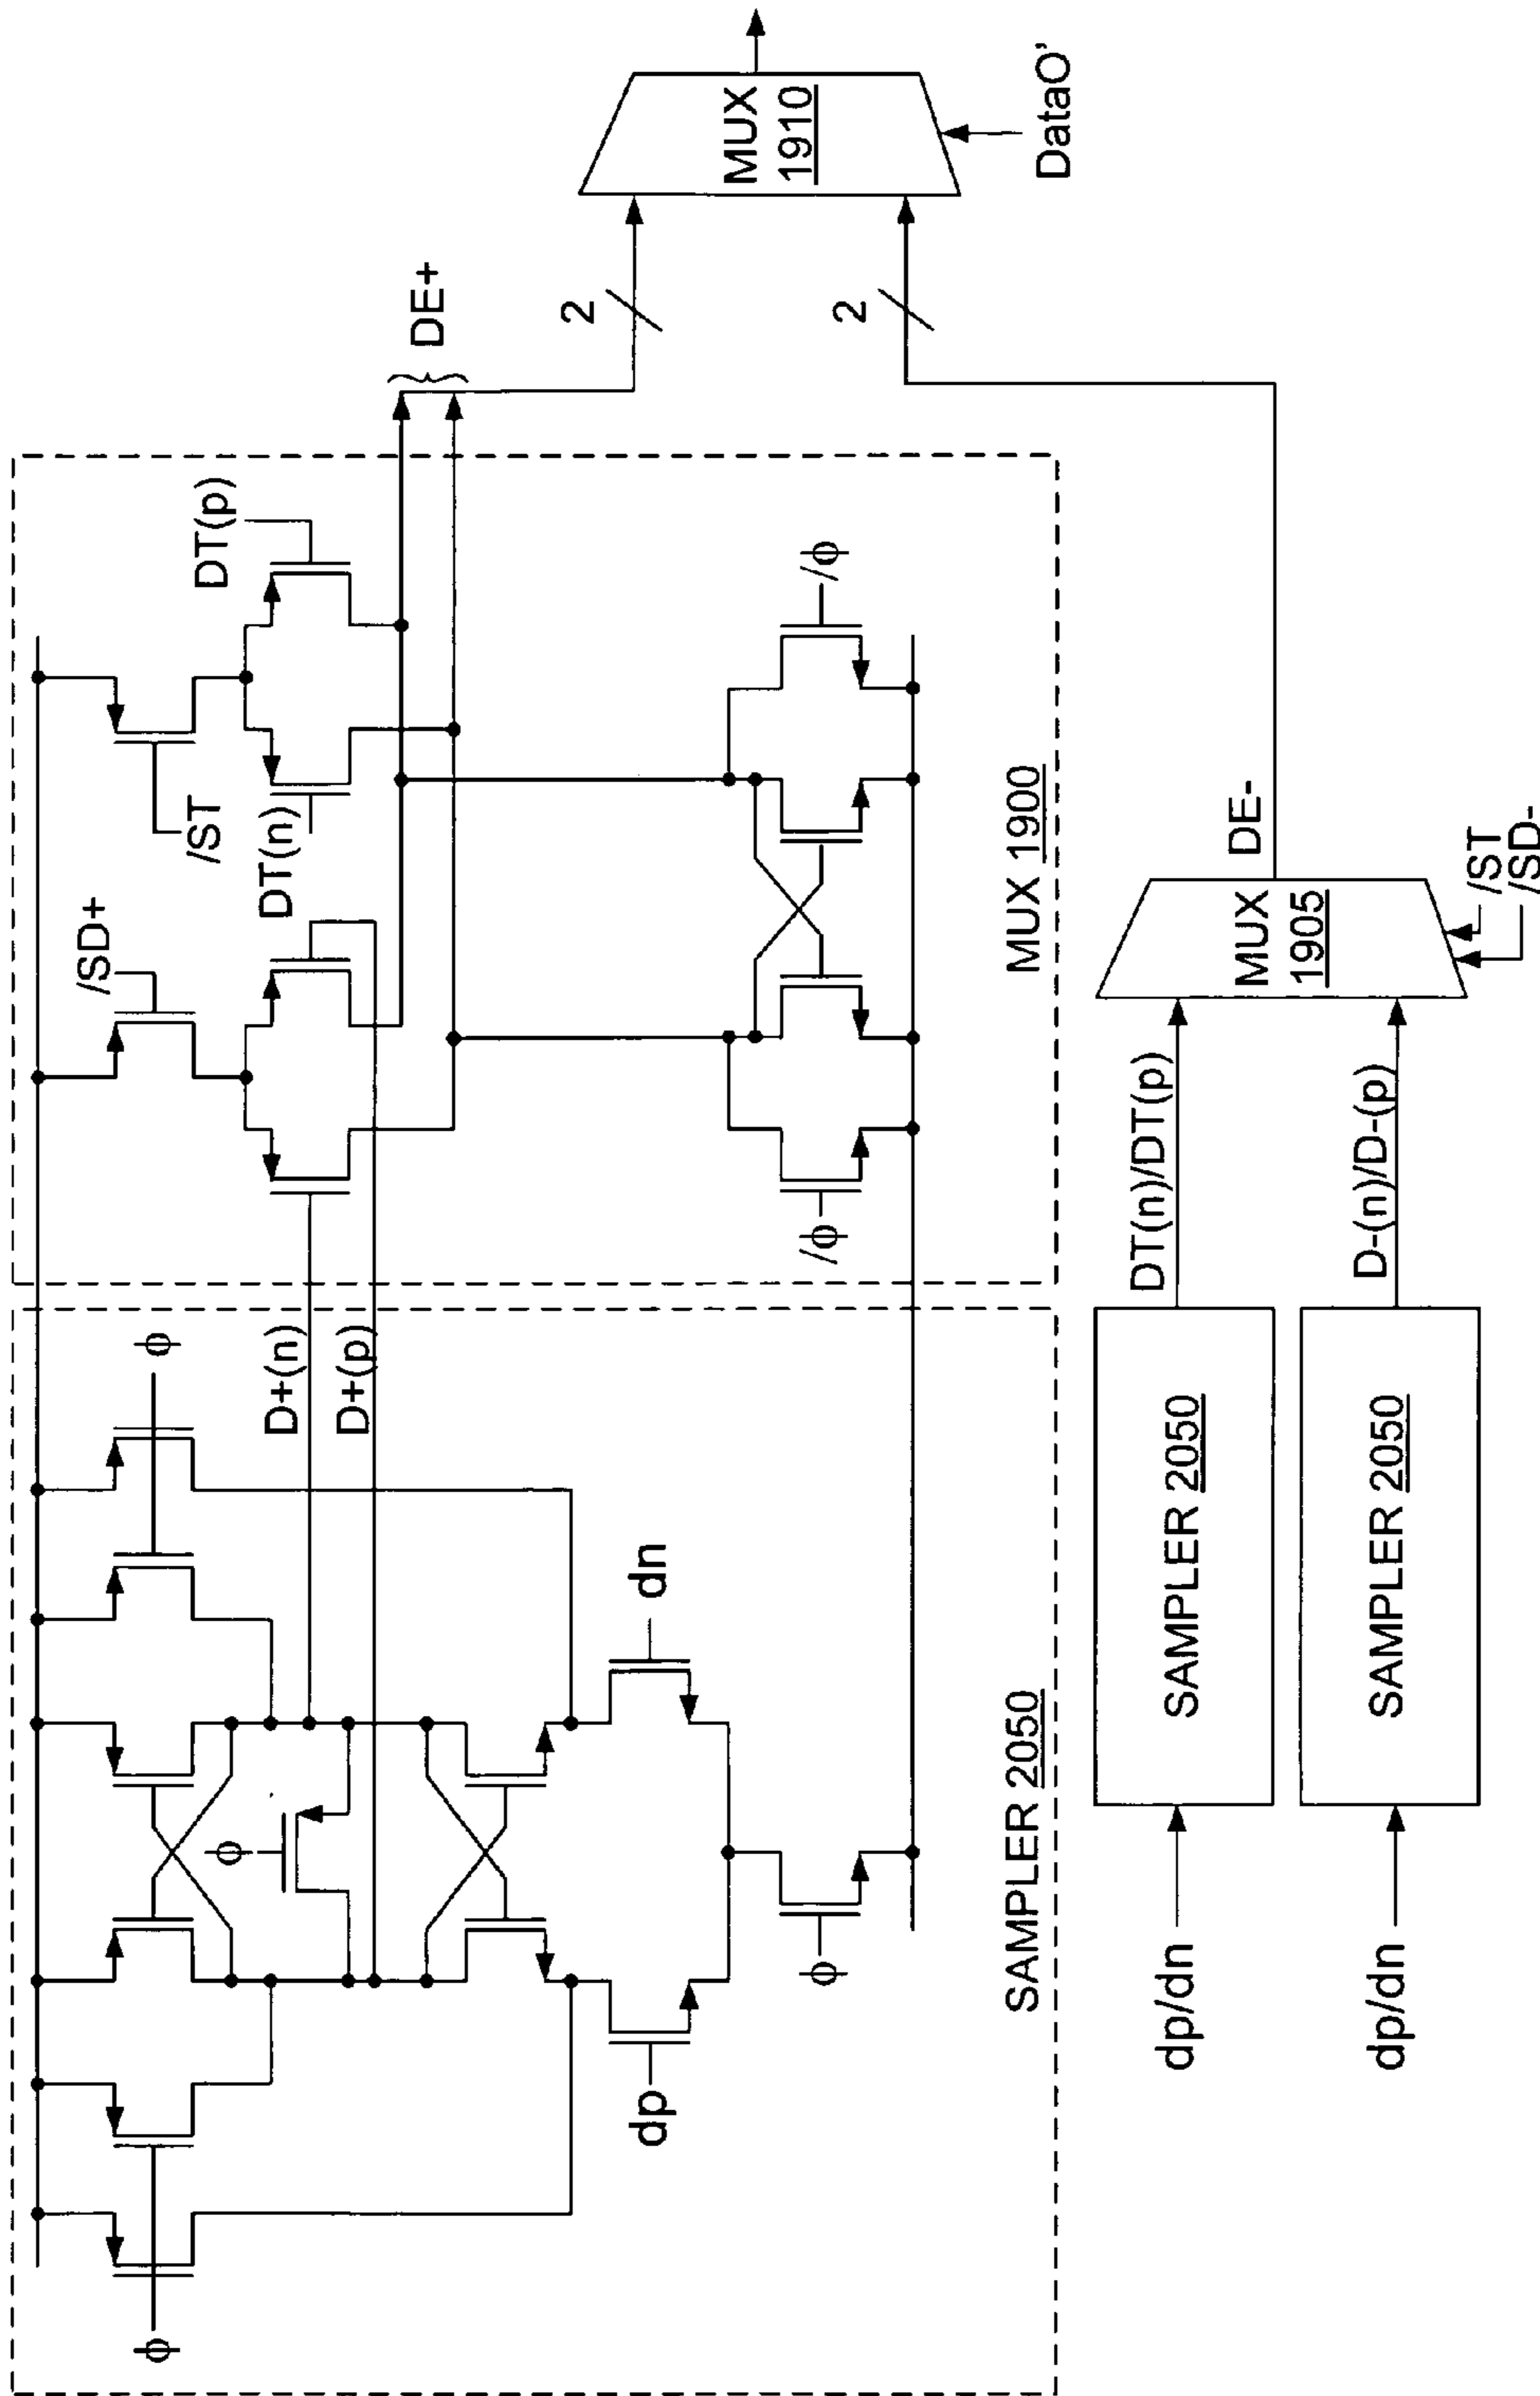 ϕ
ϕ
/SD+
/ST
DT(n)
DT(p)
DE+
D+(n)
D+(p)
ϕ
dp
dn
ϕ
/ϕ
/ϕ
SAMPLER 2050
MUX 1900
2
2
MUX
1910
DataO'
dp/dn
SAMPLER 2050
DT(n)/DT(p)
dp/dn
SAMPLER 2050
D-(n)/D-(p)
MUX
1905
DE-
/ST
/SD-